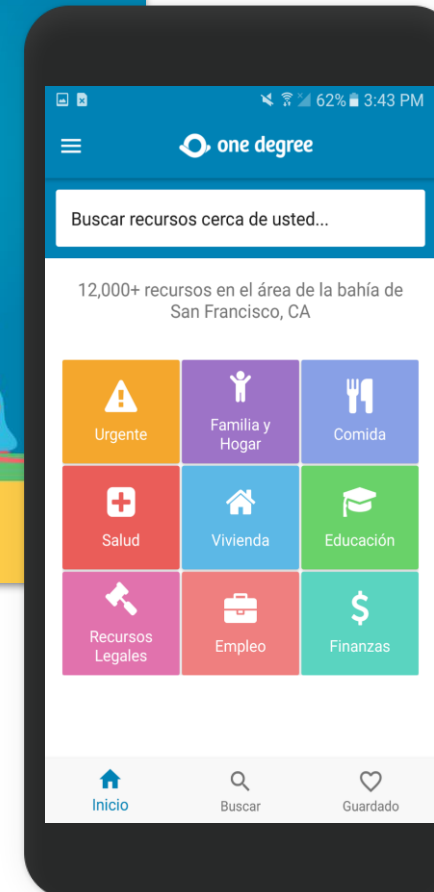 62% 3:43 PM
one degree
Buscar recursos cerca de usted...
12,000+ recursos en el área de la bahía de
San Francisco, CA
Urgente
Familia y
Hogar
Comida
Salud
Vivienda
Educación
Recursos
Legales
Empleo
Finanzas
Inicio
Buscar
Guardado